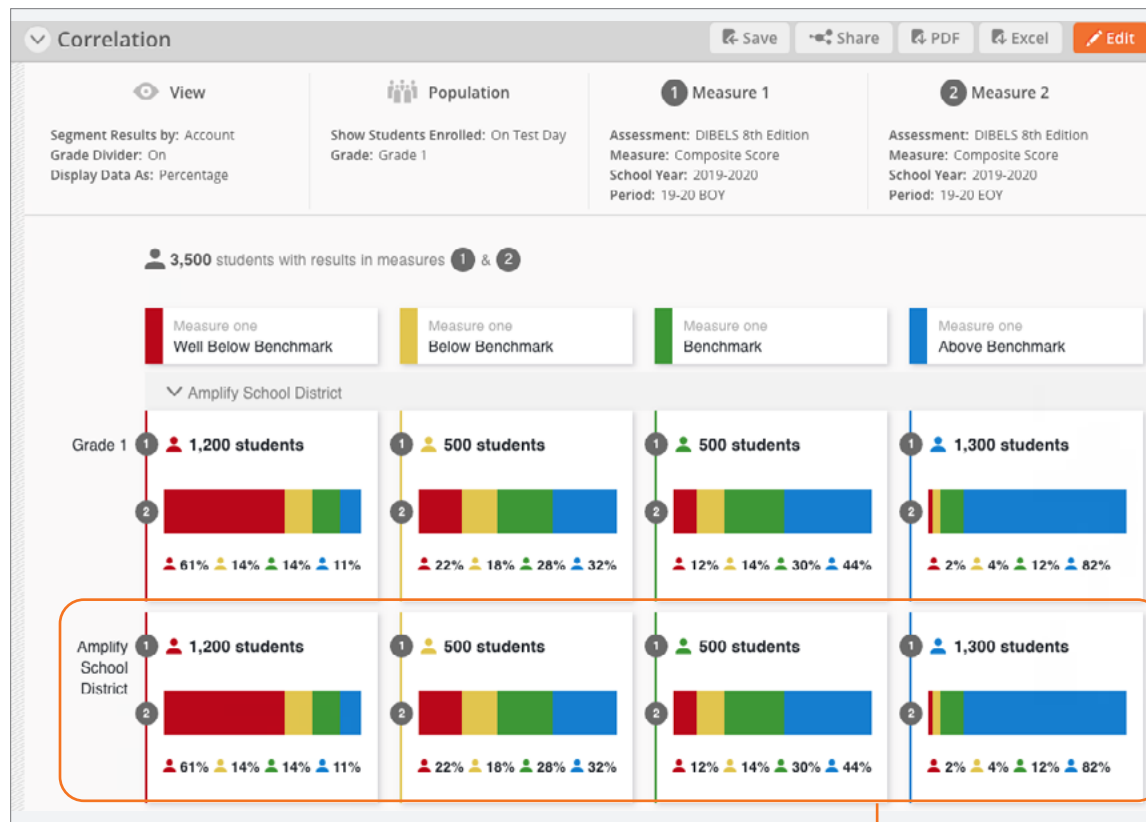 Correlation
Save
Share
PDF
Excel
Edit
View
Segment Results by: Account
Grade Divider: On
Display Data As: Percentage
Population
Show Students Enrolled: On Test Day
Grade: Grade 1
1 Measure 1
Assessment: DIBELS 8th Edition
Measure: Composite Score
School Year: 2019-2020
Period: 19-20 BOY
2 Measure 2
Assessment: DIBELS 8th Edition
Measure: Composite Score
School Year: 2019-2020
Period: 19-20 EOY
3,500 students with results in measures 1 & 2
Measure one
Well Below Benchmark
Measure one
Below Benchmark
Measure one
Benchmark
Measure one
Above Benchmark
Amplify School District
Grade 1
1 1,200 students
2
61% 14% 14% 11%
1 500 students
2
22% 18% 28% 32%
1 500 students
2
12% 14% 30% 44%
1 1,300 students
2
2% 4% 12% 82%
Amplify
School
District
1 1,200 students
2
61% 14% 14% 11%
1 500 students
2
22% 18% 28% 32%
1 500 students
2
12% 14% 30% 44%
1 1,300 students
2
2% 4% 12% 82%